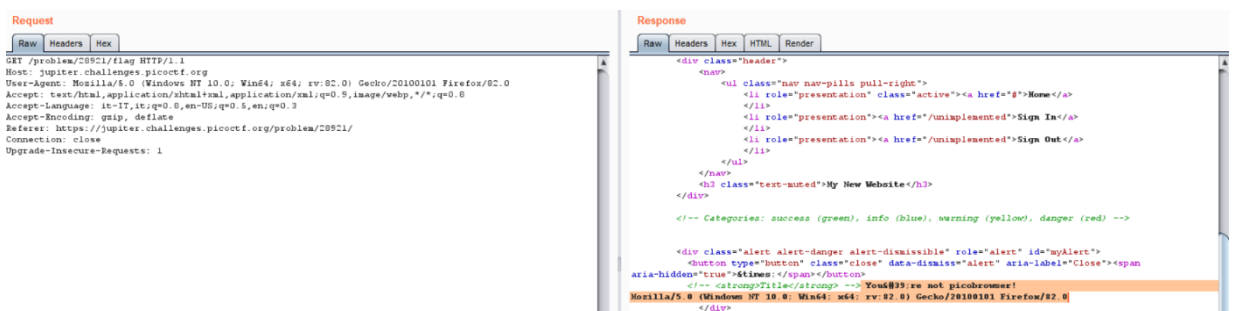 Request
Raw Headers Hex
GET /problem/28921/flag HTTP/1.1
Host: jupiter.challenges.picoctf.org
User-Agent: Mozilla/5.0 (Windows NT 10.0; Win64; x64; rv:82.0) Gecko/20100101 Firefox/82.0
Accept: text/html,application/xhtml+xml,application/xml;q=0.9,image/webp,*/*;q=0.8
Accept-Language: it-IT,it;q=0.8,en-US;q=0.5,en;q=0.3
Accept-Encoding: gzip, deflate
Referer: https://jupiter.challenges.picoctf.org/problem/28921/
Connection: close
Upgrade-Insecure-Requests: 1
Response
Raw Headers Hex HTML Render
<div class="header">
<nav>
<ul class="nav nav-pills pull-right">
<li role="presentation" class="active"><a href="#">Home</a>
</li>
<li role="presentation"><a href="/unimplemented">Sign In</a>
</li>
<li role="presentation"><a href="/unimplemented">Sign Out</a>
</li>
</ul>
</nav>
<h3 class="text-muted">My New Website</h3>
</div>
<!-- Categories: success (green), info (blue), warning (yellow), danger (red) -->
<div class="alert alert-danger alert-dismissible" role="alert" id="myAlert">
<button type="button" class="close" data-dismiss="alert" aria-label="Close"><span
aria-hidden="true">&times;</span></button>
<!-- <strong>Title</strong> --> You&#39;re not picobrowser!
Mozilla/5.0 (Windows NT 10.0; Win64; x64; rv:82.0) Gecko/20100101 Firefox/82.0
</div>